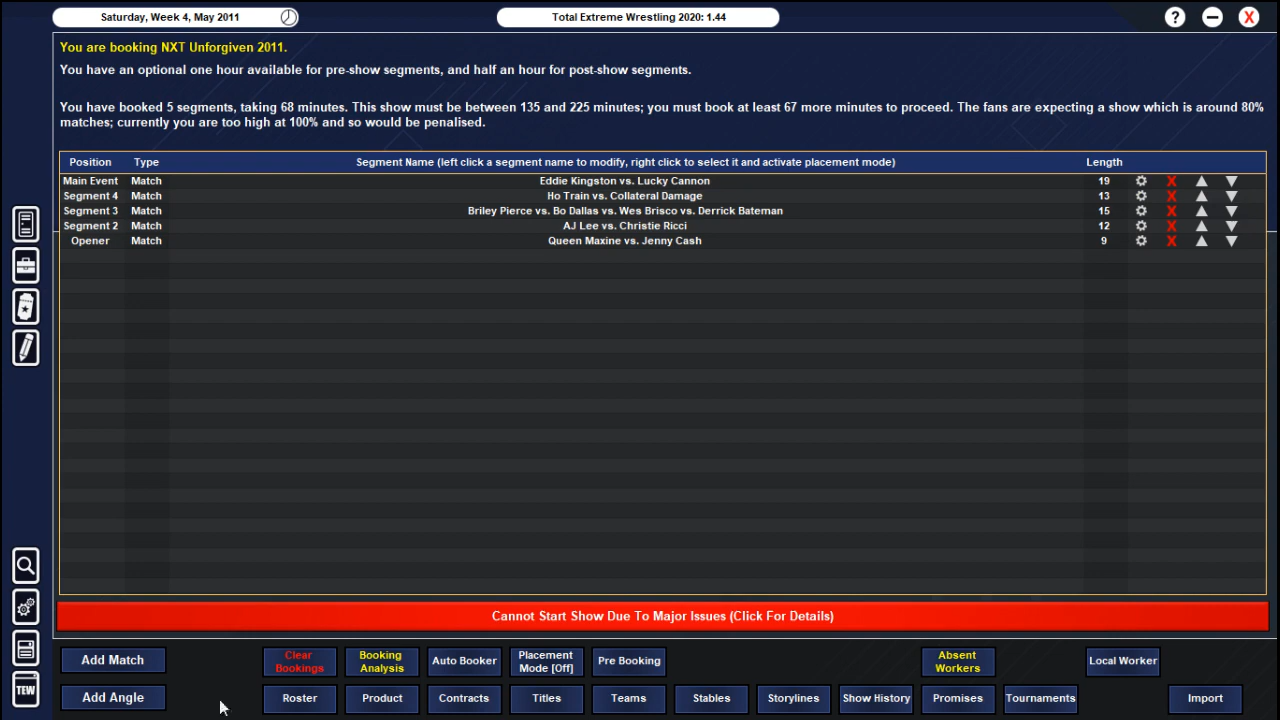 Saturday, Week 4, May 2011
Total Extreme Wrestling 2020: 1.44
?
X
You are booking NXT Unforgiven 2011.
You have an optional one hour available for pre-show segments, and half an hour for post-show segments.
You have booked 5 segments, taking 68 minutes. This show must be between 135 and 225 minutes; you must book at least 67 more minutes to proceed. The fans are expecting a show which is around 80%
matches; currently you are too high at 100% and so would be penalised.
Position Type Segment Name (left click a segment name to modify, right click to select it and activate placement mode) Length
Main Event Match Eddie Kingston vs. Lucky Cannon 19 X
Segment 4 Match Ho Train vs. Collateral Damage 13 X
Segment 3 Match Briley Pierce vs. Bo Dallas vs. Wes Brisco vs. Derrick Bateman 15 X
Segment 2 Match AJ Lee vs. Christie Ricci 12 X
Opener Match Queen Maxine vs. Jenny Cash 9 X
Cannot Start Show Due To Major Issues (Click For Details)
Add Match
Clear
Bookings
Booking
Analysis
Auto Booker
Placement
Mode [Off]
Pre Booking
Absent
Workers
Local Worker
TEW
Add Angle
Roster
Product
Contracts
Titles
Teams
Stables
Storylines
Show History
Promises
Tournaments
Import